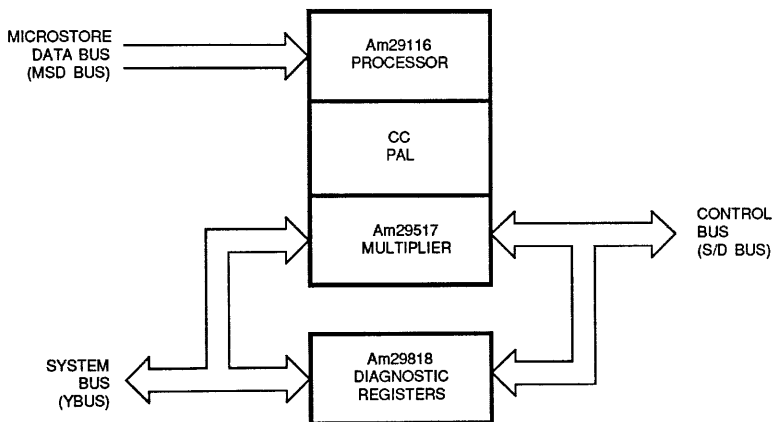 MICROSTORE
DATA BUS
(MSD BUS)
Am29116
PROCESSOR
CC
PAL
Am29517
MULTIPLIER
CONTROL
BUS
(S/D BUS)
SYSTEM
BUS
(YBUS)
Am29818
DIAGNOSTIC
REGISTERS